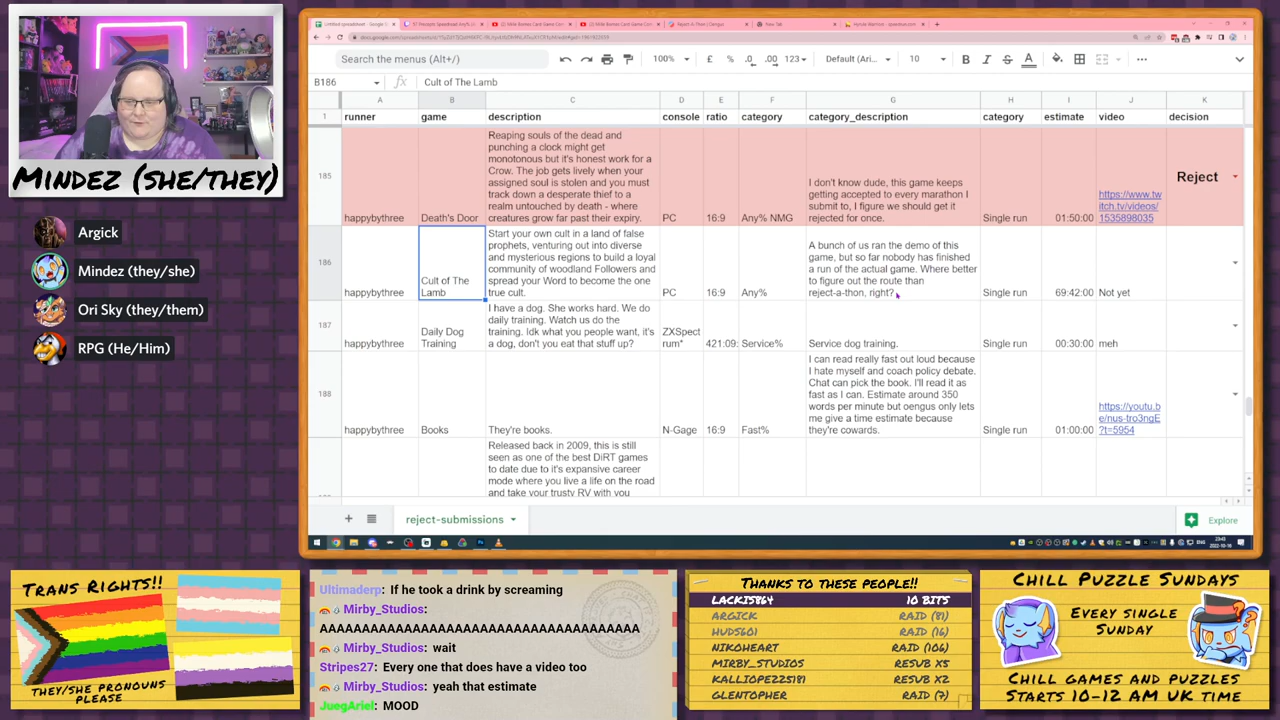 MINDEZ (SHE/THEY)
Argick
Mindez (they/she)
Ori Sky (they/them)
RPG (He/Him)
Search the menus (Alt+/)
100%
£
%
.0
.00
123
Default (Ari...
10
B
I
S
A
B186
fx
Cult of The Lamb
A
B
C
D
E
F
G
H
I
J
K
1
runner
game
description
console
ratio
category
category_description
category
estimate
video
decision
185
happybythree
Death's Door
Reaping souls of the dead and
punching a clock might get
monotonous but it's honest work for a
Crow. The job gets lively when your
assigned soul is stolen and you must
track down a desperate thief to a
realm untouched by death - where
creatures grow far past their expiry.
PC
16:9
Any% NMG
I don't know dude, this game keeps
getting accepted to every marathon I
submit to, I figure we should get it
rejected for once.
Single run
01:50:00
https://www.tw
itch.tv/videos/
1535898035
Reject
186
happybythree
Cult of The
Lamb
Start your own cult in a land of false
prophets, venturing out into diverse
and mysterious regions to build a loyal
community of woodland Followers and
spread your Word to become the one
true cult.
PC
16:9
Any%
A bunch of us ran the demo of this
game, but so far nobody has finished
a run of the actual game. Where better
to figure out the route than
reject-a-thon, right?
Single run
69:42:00
Not yet
187
happybythree
Daily Dog
Training
I have a dog. She works hard. We do
daily training. Watch us do the
training. Idk what you people want, it's
a dog, don't you eat that stuff up?
ZXSpect
rum*
421:09:
Service%
Service dog training.
Single run
00:30:00
meh
188
happybythree
Books
They're books.
N-Gage
16:9
Fast%
I can read really fast out loud because
I hate myself and coach policy debate.
Chat can pick the book. I'll read it as
fast as I can. Estimate around 350
words per minute but oengus only lets
me give a time estimate because
they're cowards.
Single run
01:00:00
https://youtu.b
e/nus-tro3ngE
?t=5954
Released back in 2009, this is still
seen as one of the best DiRT games
to date due to it's expansive career
mode where you live a life on the road
and take your trusty RV with you
reject-submissions
Explore
TRANS RIGHTS!!
THEY/SHE PRONOUNS
PLEASE
Ultimaderp: If he took a drink by screaming
Mirby_Studios:
AAAAAAAAAAAAAAAAAAAAAAAAAAAAAAAAAAA
Mirby_Studios: wait
Stripes27: Every one that does have a video too
Mirby_Studios: yeah that estimate
JuegAriel: MOOD
THANKS TO THESE PEOPLE!!
LACKIS864 10 BITS
ARGICK RAID (81)
HUDS601 RAID (16)
NIKOHEART RAID (106)
MIRBY_STUDIOS RESUB X5
KALLIOPE225181 RESUB X2
GLENTOPHER RAID (7)
CHILL PUZZLE SUNDAYS
EVERY SINGLE
SUNDAY
CHILL GAMES AND PUZZLES
STARTS 10-12 AM UK TIME